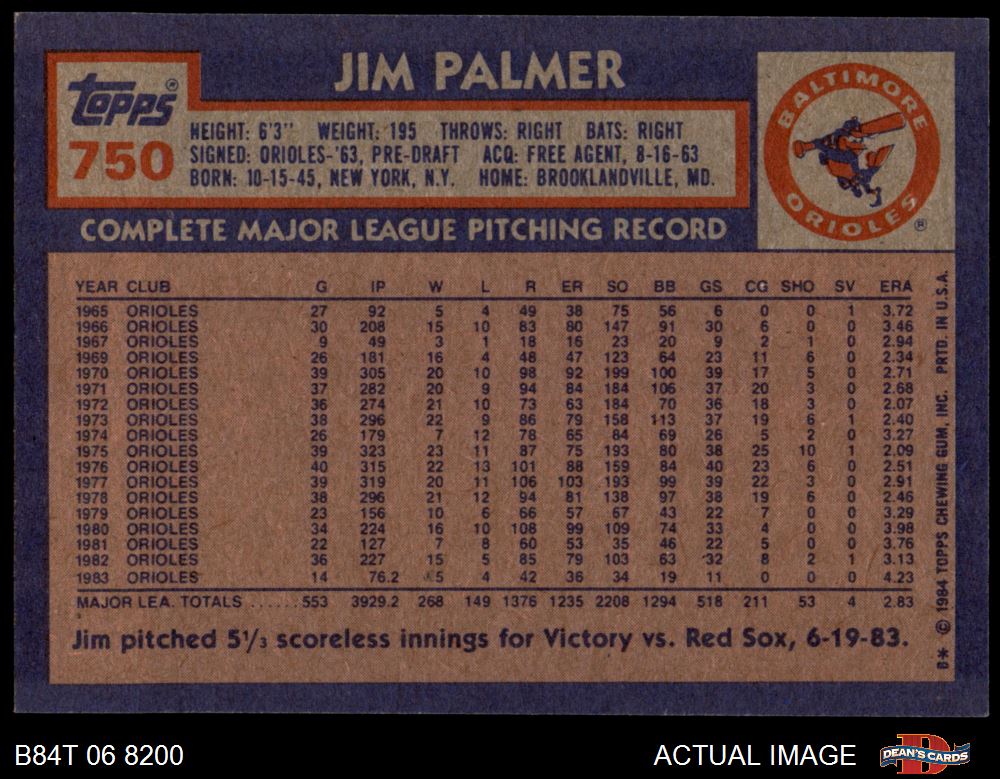 JIM PALMER
topps®
750
HEIGHT: 6'3" WEIGHT: 195 THROWS: RIGHT BATS: RIGHT
SIGNED: ORIOLES-'63, PRE-DRAFT ACQ: FREE AGENT, 8-16-63
BORN: 10-15-45, NEW YORK, N.Y. HOME: BROOKLANDVILLE, MD.
BALTIMORE
ORIOLES
®
COMPLETE MAJOR LEAGUE PITCHING RECORD
YEAR CLUB G IP W L R ER SO BB GS CG SHO SV ERA
1965 ORIOLES 27 92 5 4 49 38 75 56 6 0 0 1 3.72
1966 ORIOLES 30 208 15 10 83 80 147 91 30 6 0 0 3.46
1967 ORIOLES 9 49 3 1 18 16 23 20 9 2 1 0 2.94
1969 ORIOLES 26 181 16 4 48 47 123 64 23 11 6 0 2.34
1970 ORIOLES 39 305 20 10 98 92 199 100 39 17 5 0 2.71
1971 ORIOLES 37 282 20 9 94 84 184 106 37 20 3 0 2.68
1972 ORIOLES 36 274 21 10 73 63 184 70 36 18 3 0 2.07
1973 ORIOLES 38 296 22 9 86 79 158 113 37 19 6 1 2.40
1974 ORIOLES 26 179 7 12 78 65 84 69 26 5 2 0 3.27
1975 ORIOLES 39 323 23 11 87 75 193 80 38 25 10 1 2.09
1976 ORIOLES 40 315 22 13 101 88 159 84 40 23 6 0 2.51
1977 ORIOLES 39 319 20 11 106 103 193 99 39 22 3 0 2.91
1978 ORIOLES 38 296 21 12 94 81 138 97 38 19 6 0 2.46
1979 ORIOLES 23 156 10 6 66 57 67 43 22 7 0 0 3.29
1980 ORIOLES 34 224 16 10 108 99 109 74 33 4 0 0 3.98
1981 ORIOLES 22 127 7 8 60 53 35 46 22 5 0 0 3.76
1982 ORIOLES 36 227 15 5 85 79 103 63 32 8 2 1 3.13
1983 ORIOLES 14 76.2 5 4 42 36 34 19 11 0 0 0 4.23
MAJOR LEA. TOTALS ...... 553 3929.2 268 149 1376 1235 2208 1294 518 211 53 4 2.83
Jim pitched 5⅓ scoreless innings for Victory vs. Red Sox, 6-19-83.
B* © 1984 TOPPS CHEWING GUM, INC. PRTD. IN U.S.A.
B84T 06 8200
ACTUAL IMAGE
DEAN'S CARDS